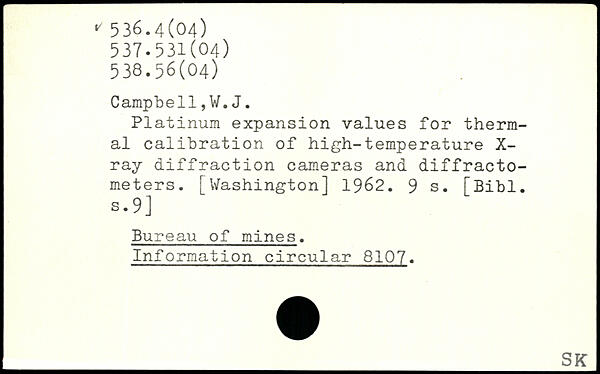 ✓ 536.4(04)
537.531(04)
538.56(04)
Campbell,W.J.
Platinum expansion values for therm-
al calibration of high-temperature X-
ray diffraction cameras and diffracto-
meters. [Washington] 1962. 9 s. [Bibl.
s.9]
Bureau of mines.
Information circular 8107.
SK